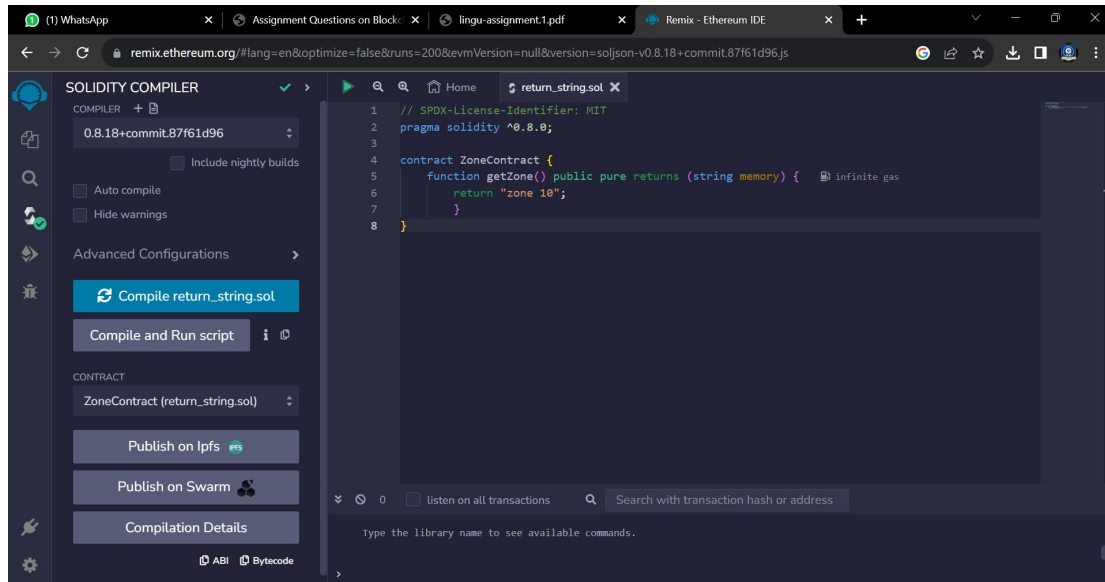 (1) WhatsApp
Assignment Questions on Blockc
lingu-assignment.1.pdf
Remix - Ethereum IDE
remix.ethereum.org/#lang=en&optimize=false&runs=200&evmVersion=null&version=soljson-v0.8.18+commit.87f61d96.js
SOLIDITY COMPILER
COMPILER
0.8.18+commit.87f61d96
Include nightly builds
Auto compile
Hide warnings
Advanced Configurations
Compile return_string.sol
Compile and Run script
CONTRACT
ZoneContract (return_string.sol)
Publish on Ipfs
IPFS
Publish on Swarm
Compilation Details
ABI Bytecode
Home
return_string.sol
1 // SPDX-License-Identifier: MIT
2 pragma solidity ^0.8.0;
3
4 contract ZoneContract {
5 function getZone() public pure returns (string memory) { infinite gas
6 return "zone 10";
7 }
8 }
0 listen on all transactions Search with transaction hash or address
Type the library name to see available commands.
>